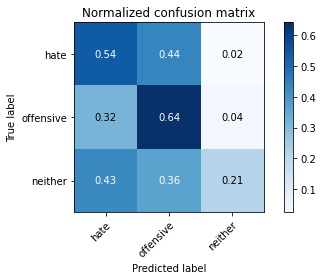 Normalized confusion matrix
hate 0.54 0.44 0.02
offensive 0.32 0.64 0.04
neither 0.43 0.36 0.21
hate offensive neither
True label
Predicted label
0.6
0.5
0.4
0.3
0.2
0.1